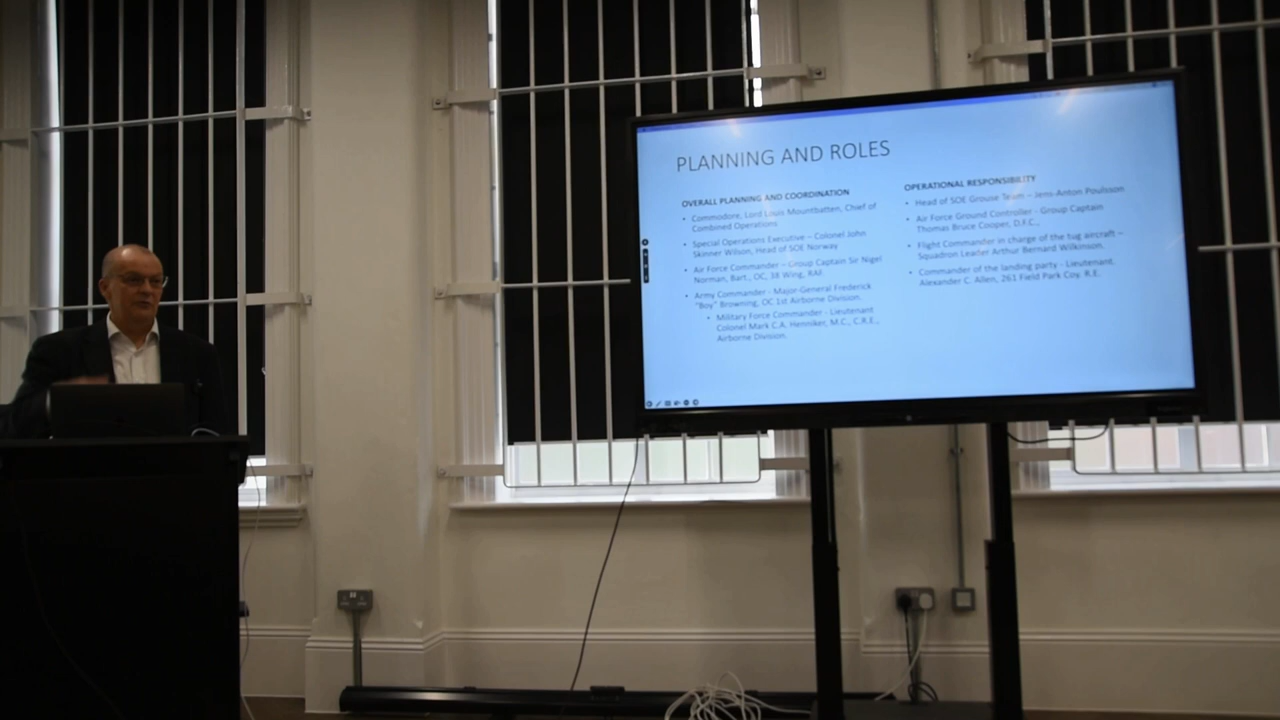 PLANNING AND ROLES
OVERALL PLANNING AND COORDINATION
• Commodore, Lord Louis Mountbatten, Chief of
Combined Operations
• Special Operations Executive – Colonel John
Skinner Wilson, Head of SOE Norway
• Air Force Commander – Group Captain Sir Nigel
Norman, Bart., OC, 38 Wing, RAF.
• Army Commander - Major-General Frederick
"Boy" Browning, OC 1st Airborne Division.
• Military Force Commander - Lieutenant
Colonel Mark C.A. Henniker, M.C., C.R.E.,
Airborne Division.
OPERATIONAL RESPONSIBILITY
• Head of SOE Grouse Team – Jens-Anton Poulsson
• Air Force Ground Controller - Group Captain
Thomas Bruce Cooper, D.F.C.,
• Flight Commander in charge of the tug aircraft –
Squadron Leader Arthur Bernard Wilkinson.
• Commander of the landing party - Lieutenant.
Alexander C. Allen, 261 Field Park Coy. R.E.